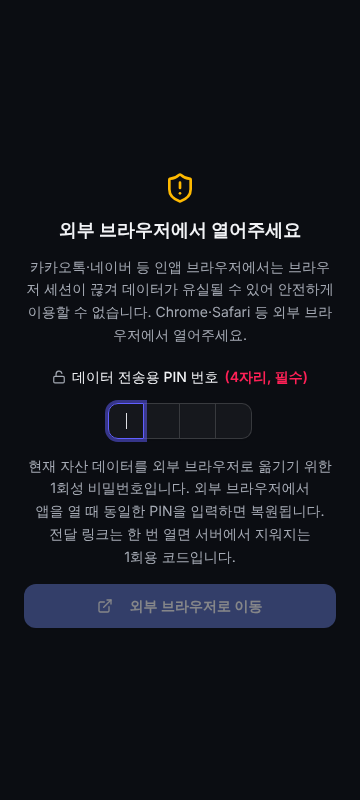 외부 브라우저에서 열어주세요
카카오톡·네이버 등 인앱 브라우저에서는 브라우
저 세션이 끊겨 데이터가 유실될 수 있어 안전하게
이용할 수 없습니다. Chrome·Safari 등 외부 브라
우저에서 열어주세요.
데이터 전송용 PIN 번호 (4자리, 필수)
현재 자산 데이터를 외부 브라우저로 옮기기 위한
1회성 비밀번호입니다. 외부 브라우저에서
앱을 열 때 동일한 PIN을 입력하면 복원됩니다.
전달 링크는 한 번 열면 서버에서 지워지는
1회용 코드입니다.
외부 브라우저로 이동